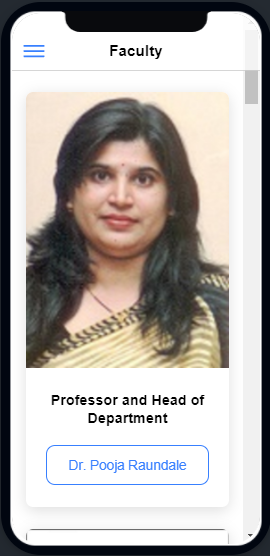 Faculty
Professor and Head of
Department
Dr. Pooja Raundale